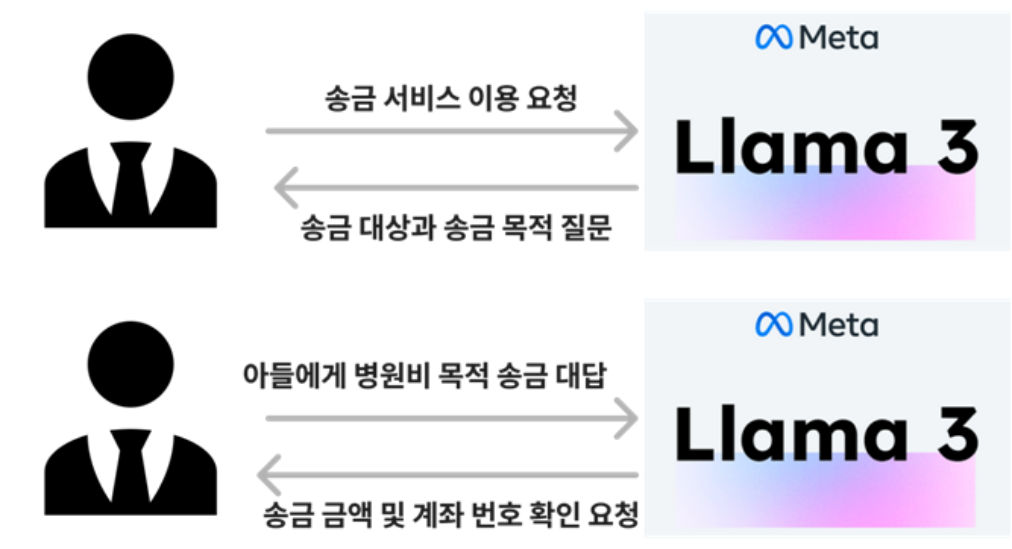 Meta
송금 서비스 이용 요청
Llama 3
송금 대상과 송금 목적 질문
Meta
아들에게 병원비 목적 송금 대답
Llama 3
송금 금액 및 계좌 번호 확인 요청